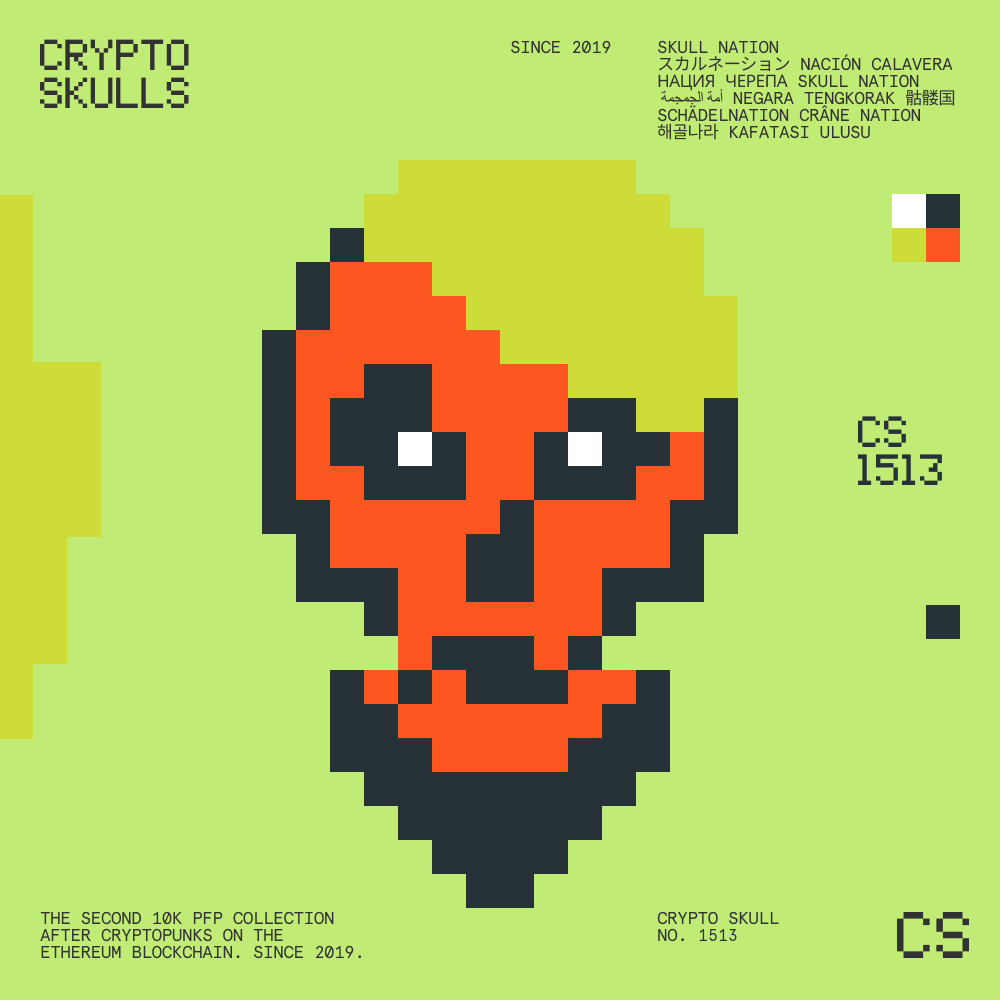 CRYPTO
SKULLS
SINCE 2019
SKULL NATION
スカルネーション NACIÓN CALAVERA
НАЦИЯ ЧЕРЕПА SKULL NATION
أمة الجمجمة NEGARA TENGKORAK 骷髅国
SCHÄDELNATION CRÂNE NATION
해골나라 KAFATASI ULUSU
CS
1513
THE SECOND 10K PFP COLLECTION
AFTER CRYPTOPUNKS ON THE
ETHEREUM BLOCKCHAIN. SINCE 2019.
CRYPTO SKULL
NO. 1513
CS